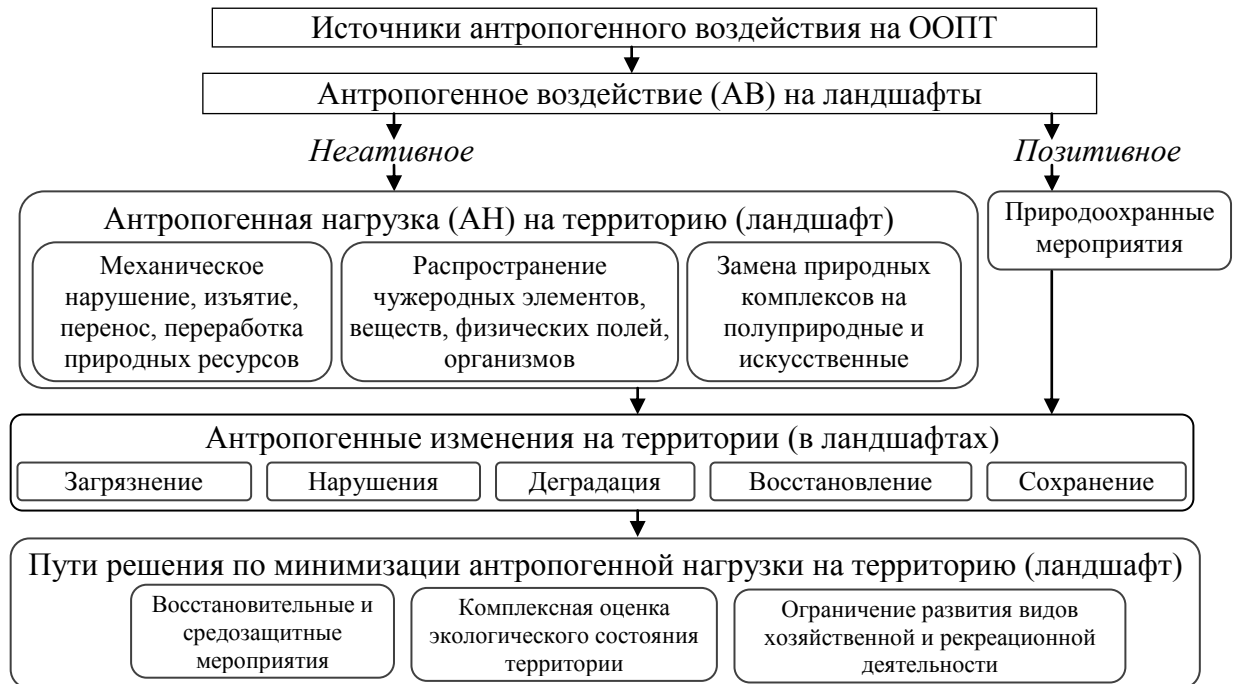 Источники антропогенного воздействия на ООПТ
Антропогенное воздействие (АВ) на ландшафты
Негативное
Позитивное
Антропогенная нагрузка (АН) на территорию (ландшафт)
Механическое
нарушение, изъятие,
перенос, переработка
природных ресурсов
Распространение
чужеродных элементов,
веществ, физических полей,
организмов
Замена природных
комплексов на
полуприродные и
искусственные
Природоохранные
мероприятия
Антропогенные изменения на территории (в ландшафтах)
Загрязнение
Нарушения
Деградация
Восстановление
Сохранение
Пути решения по минимизации антропогенной нагрузки на территорию (ландшафт)
Восстановительные и
средозащитные
мероприятия
Комплексная оценка
экологического состояния
территории
Ограничение развития видов
хозяйственной и рекреационной
деятельности